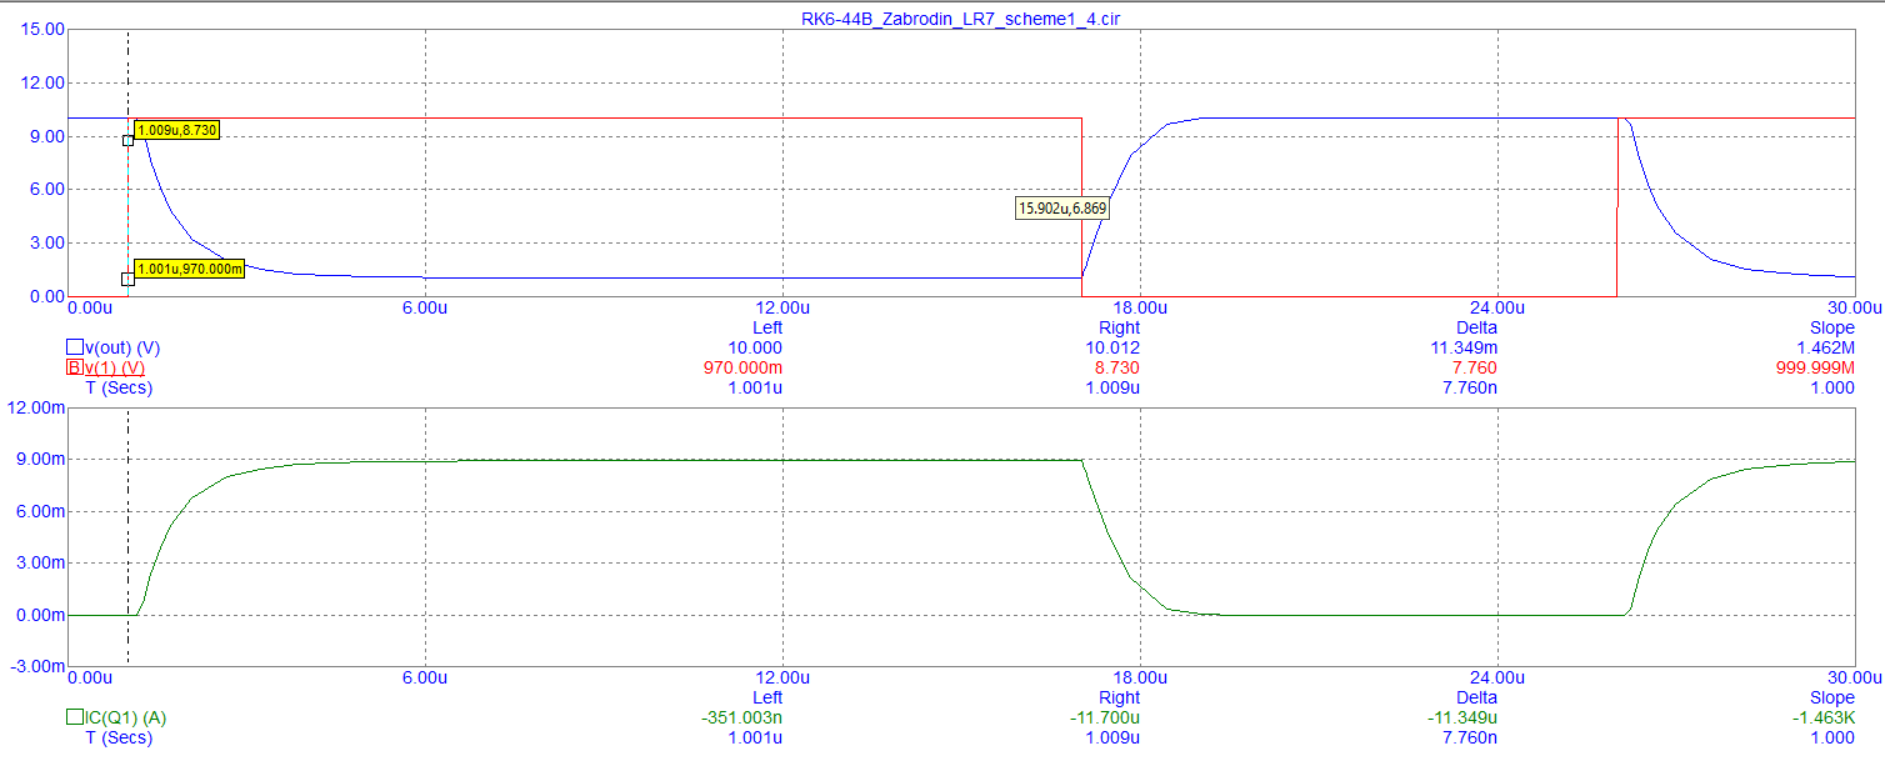 RK6-44B_Zabrodin_LR7_scheme1_4.cir
15.00
12.00
9.00
6.00
3.00
0.00
1.009u,8.730
1.001u,970.000m
15.902u,6.869
0.00u 6.00u 12.00u 18.00u 24.00u 30.00u
Left Right Delta Slope
v(out) (V) 10.000 10.012 11.349m 1.462M
B v(1) (V) 970.000m 8.730 7.760 999.999M
T (Secs) 1.001u 1.009u 7.760n 1.000
12.00m
9.00m
6.00m
3.00m
0.00m
-3.00m
0.00u 6.00u 12.00u 18.00u 24.00u 30.00u
Left Right Delta Slope
IC(Q1) (A) -351.003n -11.700u -11.349u -1.463K
T (Secs) 1.001u 1.009u 7.760n 1.000